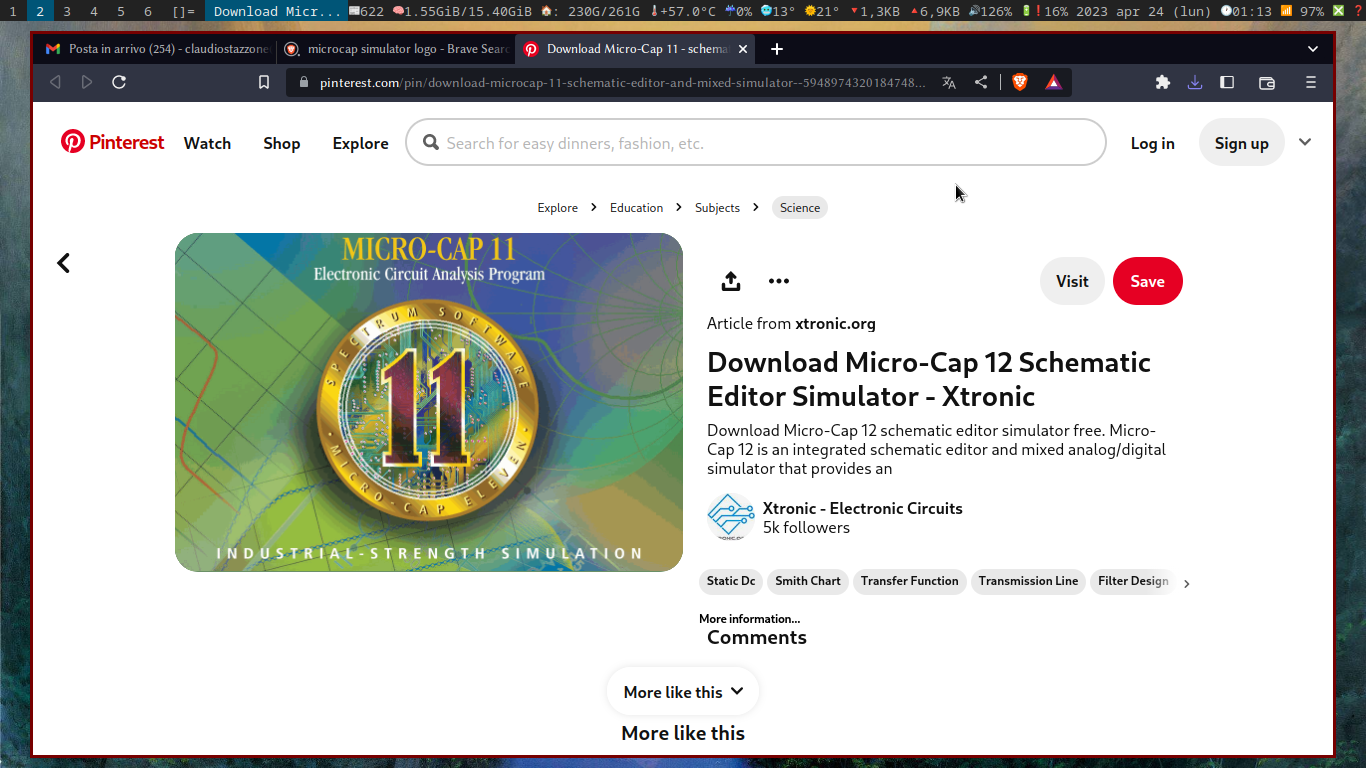 1 2 3 4 5 6 []= Download Micr... 622 1.55GiB/15.40GiB : 230G/261G +57.0°C 0% 13° 21° 1,3KB 6,9KB 126% 16% 2023 apr 24 (lun) 01:13 97%
Posta in arrivo (254) - claudiostazzone microcap simulator logo - Brave Sear Download Micro-Cap 11 - schema
pinterest.com/pin/download-microcap-11-schematic-editor-and-mixed-simulator--5948974320184748...
Pinterest Watch Shop Explore Search for easy dinners, fashion, etc. Log in Sign up
Explore Education Subjects Science
MICRO-CAP 11
Electronic Circuit Analysis Program
SPECTRUM SOFTWARE
11
MICRO-CAP ELEVEN
INDUSTRIAL-STRENGTH SIMULATION
Visit Save
Article from xtronic.org
Download Micro-Cap 12 Schematic
Editor Simulator - Xtronic
Download Micro-Cap 12 schematic editor simulator free. Micro-
Cap 12 is an integrated schematic editor and mixed analog/digital
simulator that provides an
Xtronic - Electronic Circuits
5k followers
Static Dc Smith Chart Transfer Function Transmission Line Filter Design
More information...
Comments
More like this
More like this